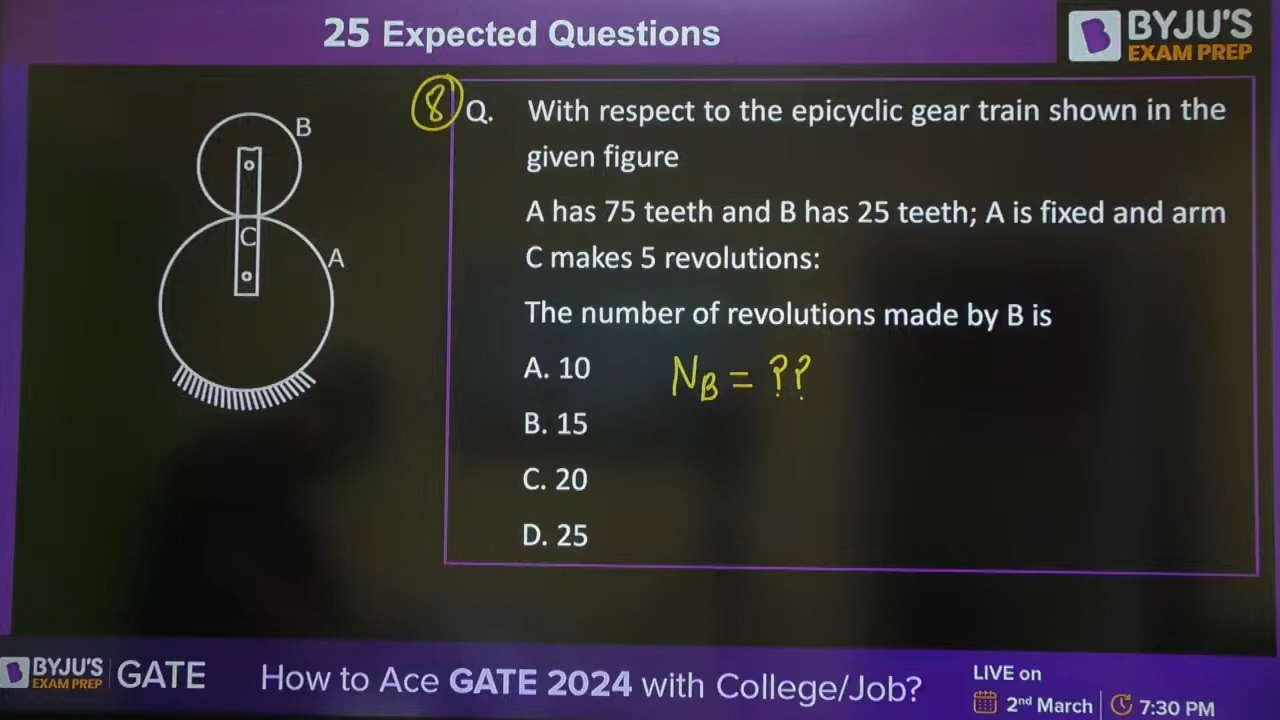 25 Expected Questions
BYJU'S
EXAM PREP
8 Q. With respect to the epicyclic gear train shown in the
given figure
A has 75 teeth and B has 25 teeth; A is fixed and arm
C makes 5 revolutions:
The number of revolutions made by B is
A. 10
N_B = ??
B. 15
C. 20
D. 25
B
C
A
BYJU'S
EXAM PREP
GATE
How to Ace GATE 2024 with College/Job?
LIVE on
2nd March
7:30 PM